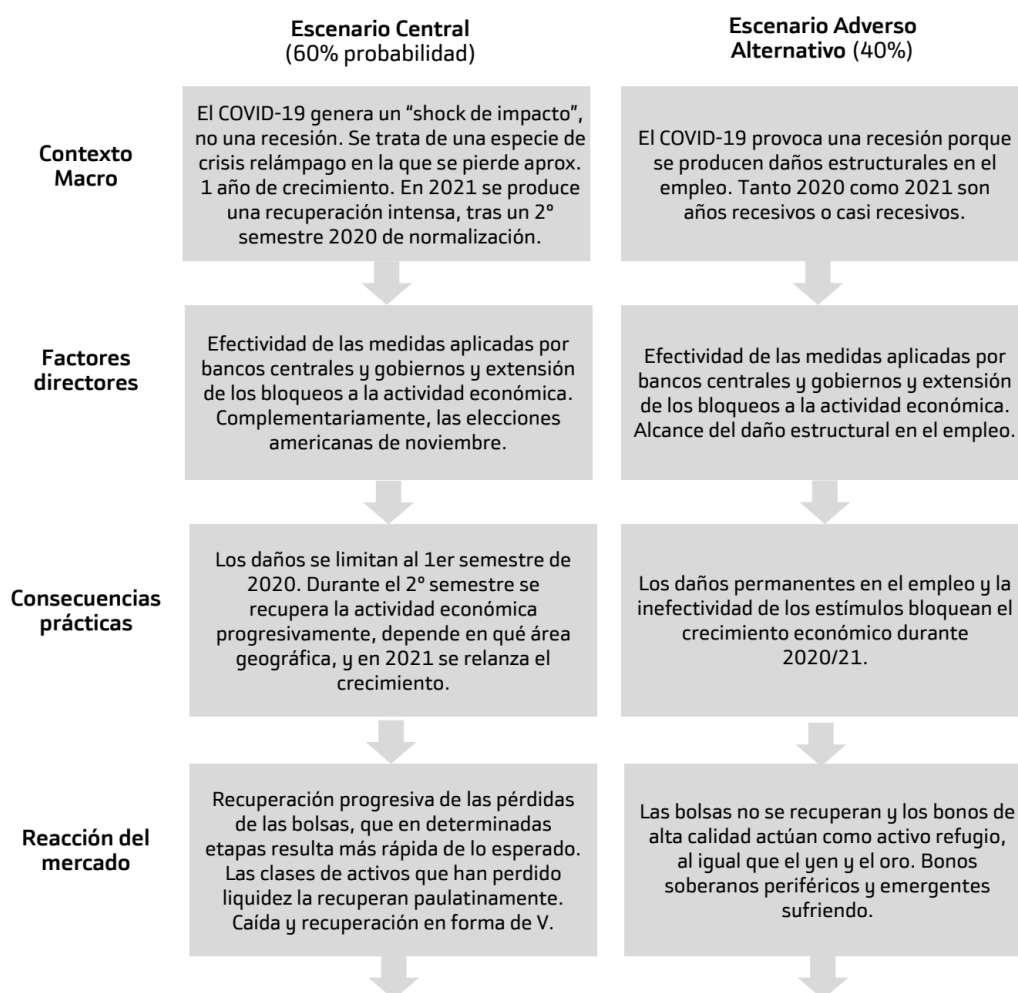 Escenario Central
(60% probabilidad)
Escenario Adverso
Alternativo (40%)
Contexto
Macro
El COVID-19 genera un “shock de impacto”,
no una recesión. Se trata de una especie de
crisis relámpago en la que se pierde aprox.
1 año de crecimiento. En 2021 se produce
una recuperación intensa, tras un 2º
semestre 2020 de normalización.
El COVID-19 provoca una recesión porque
se producen daños estructurales en el
empleo. Tanto 2020 como 2021 son
años recesivos o casi recesivos.
Factores
directores
Efectividad de las medidas aplicadas por
bancos centrales y gobiernos y extensión
de los bloqueos a la actividad económica.
Complementariamente, las elecciones
americanas de noviembre.
Efectividad de las medidas aplicadas por
bancos centrales y gobiernos y extensión
de los bloqueos a la actividad económica.
Alcance del daño estructural en el empleo.
Consecuencias
prácticas
Los daños se limitan al 1er semestre de
2020. Durante el 2º semestre se
recupera la actividad económica
progresivamente, depende en qué área
geográfica, y en 2021 se relanza el
crecimiento.
Los daños permanentes en el empleo y la
inefectividad de los estímulos bloquean el
crecimiento económico durante
2020/21.
Reacción del
mercado
Recuperación progresiva de las pérdidas
de las bolsas, que en determinadas
etapas resulta más rápida de lo esperado.
Las clases de activos que han perdido
liquidez la recuperan paulatinamente.
Caída y recuperación en forma de V.
Las bolsas no se recuperan y los bonos de
alta calidad actúan como activo refugio,
al igual que el yen y el oro. Bonos
soberanos periféricos y emergentes
sufriendo.